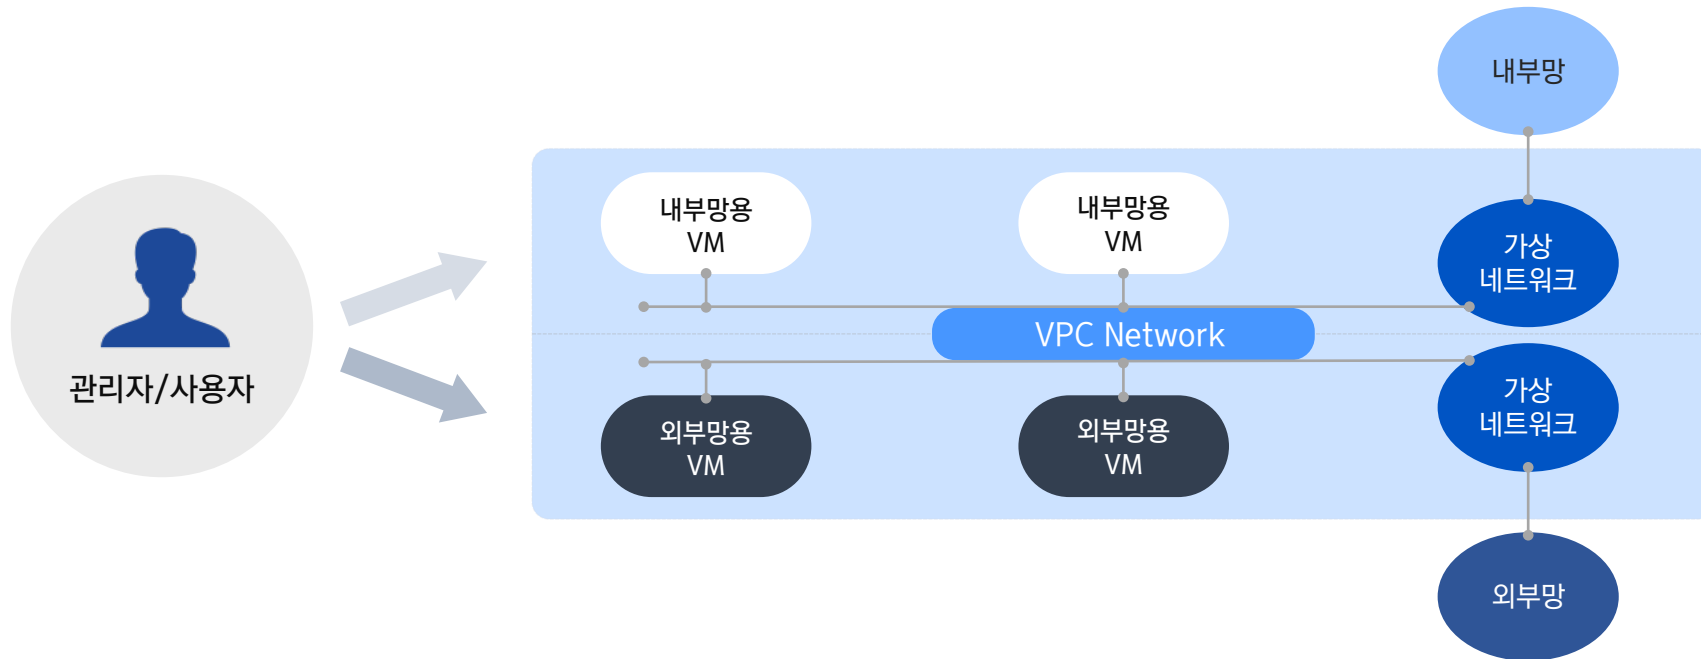 내부망
내부망용
VM
내부망용
VM
가상
네트워크
VPC Network
관리자/사용자
가상
네트워크
외부망용
VM
외부망용
VM
외부망